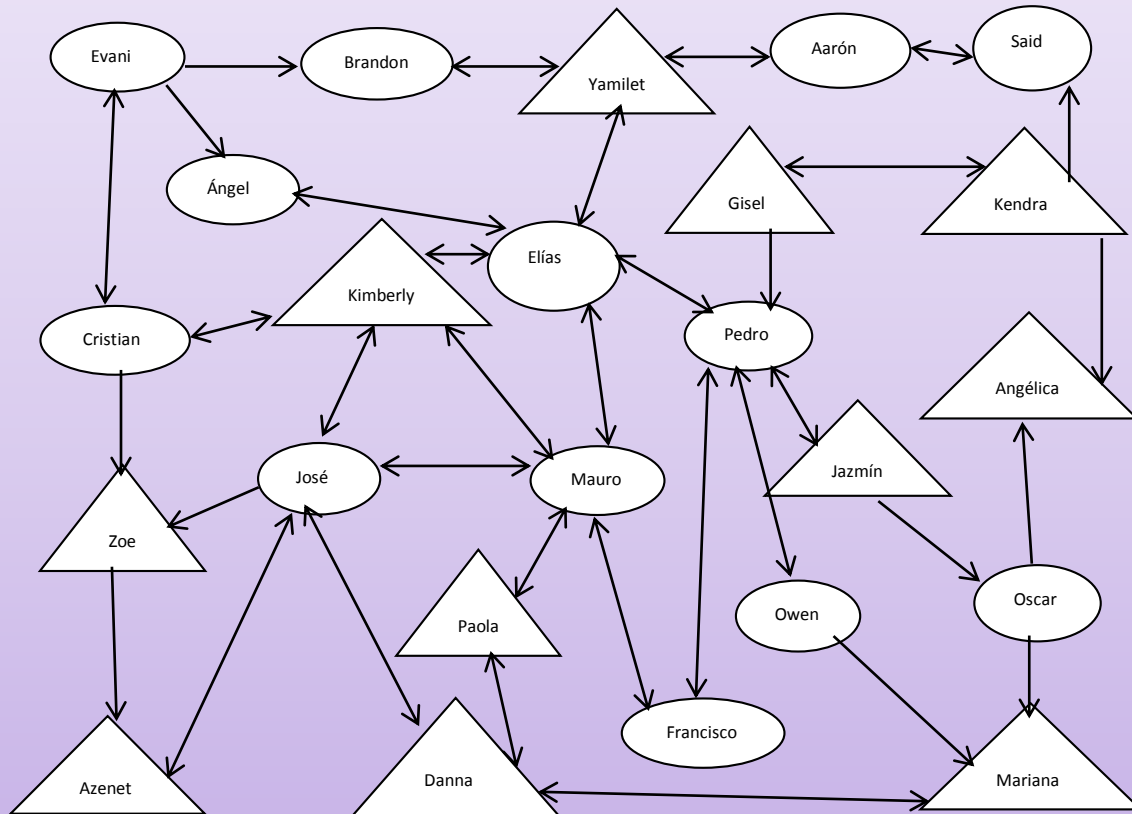 Evani
Brandon
Yamilet
Aarón
Said
Ángel
Gisel
Kendra
Elías
Kimberly
Cristian
Pedro
Angélica
José
Mauro
Jazmín
Zoe
Paola
Owen
Oscar
Azenet
Danna
Francisco
Mariana